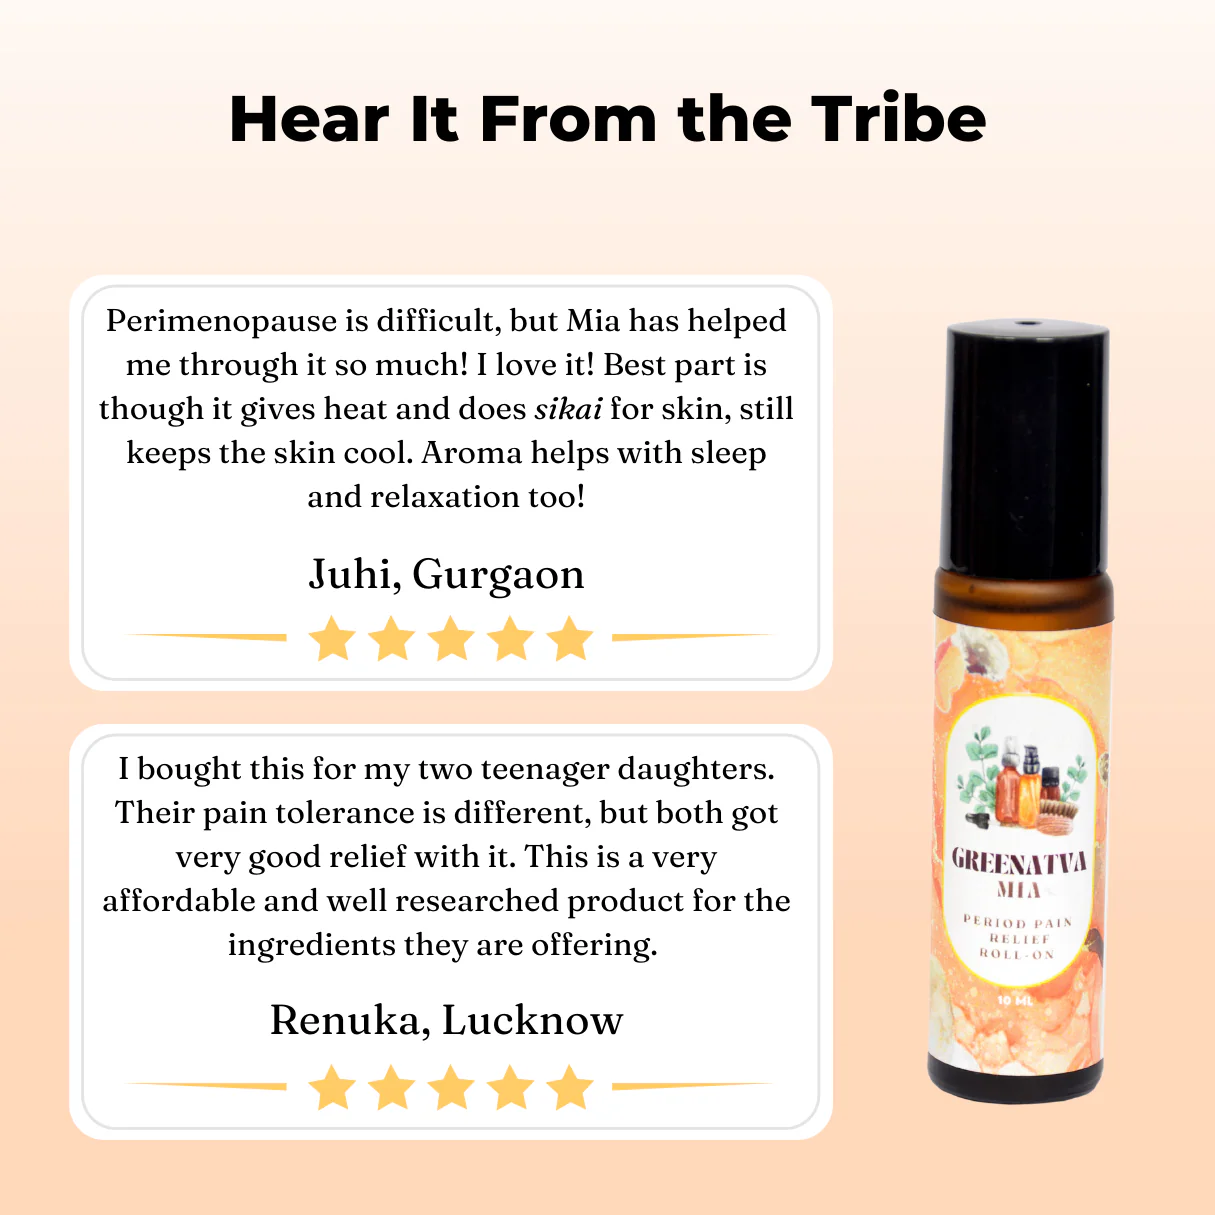 Hear It From the Tribe
Perimenopause is difficult, but Mia has helped
me through it so much! I love it! Best part is
though it gives heat and does sikai for skin, still
keeps the skin cool. Aroma helps with sleep
and relaxation too!
Juhi, Gurgaon
I bought this for my two teenager daughters.
Their pain tolerance is different, but both got
very good relief with it. This is a very
affordable and well researched product for the
ingredients they are offering.
Renuka, Lucknow
GREENATVA
MIA
PERIOD PAIN
RELIEF
ROLL-ON
10 ML